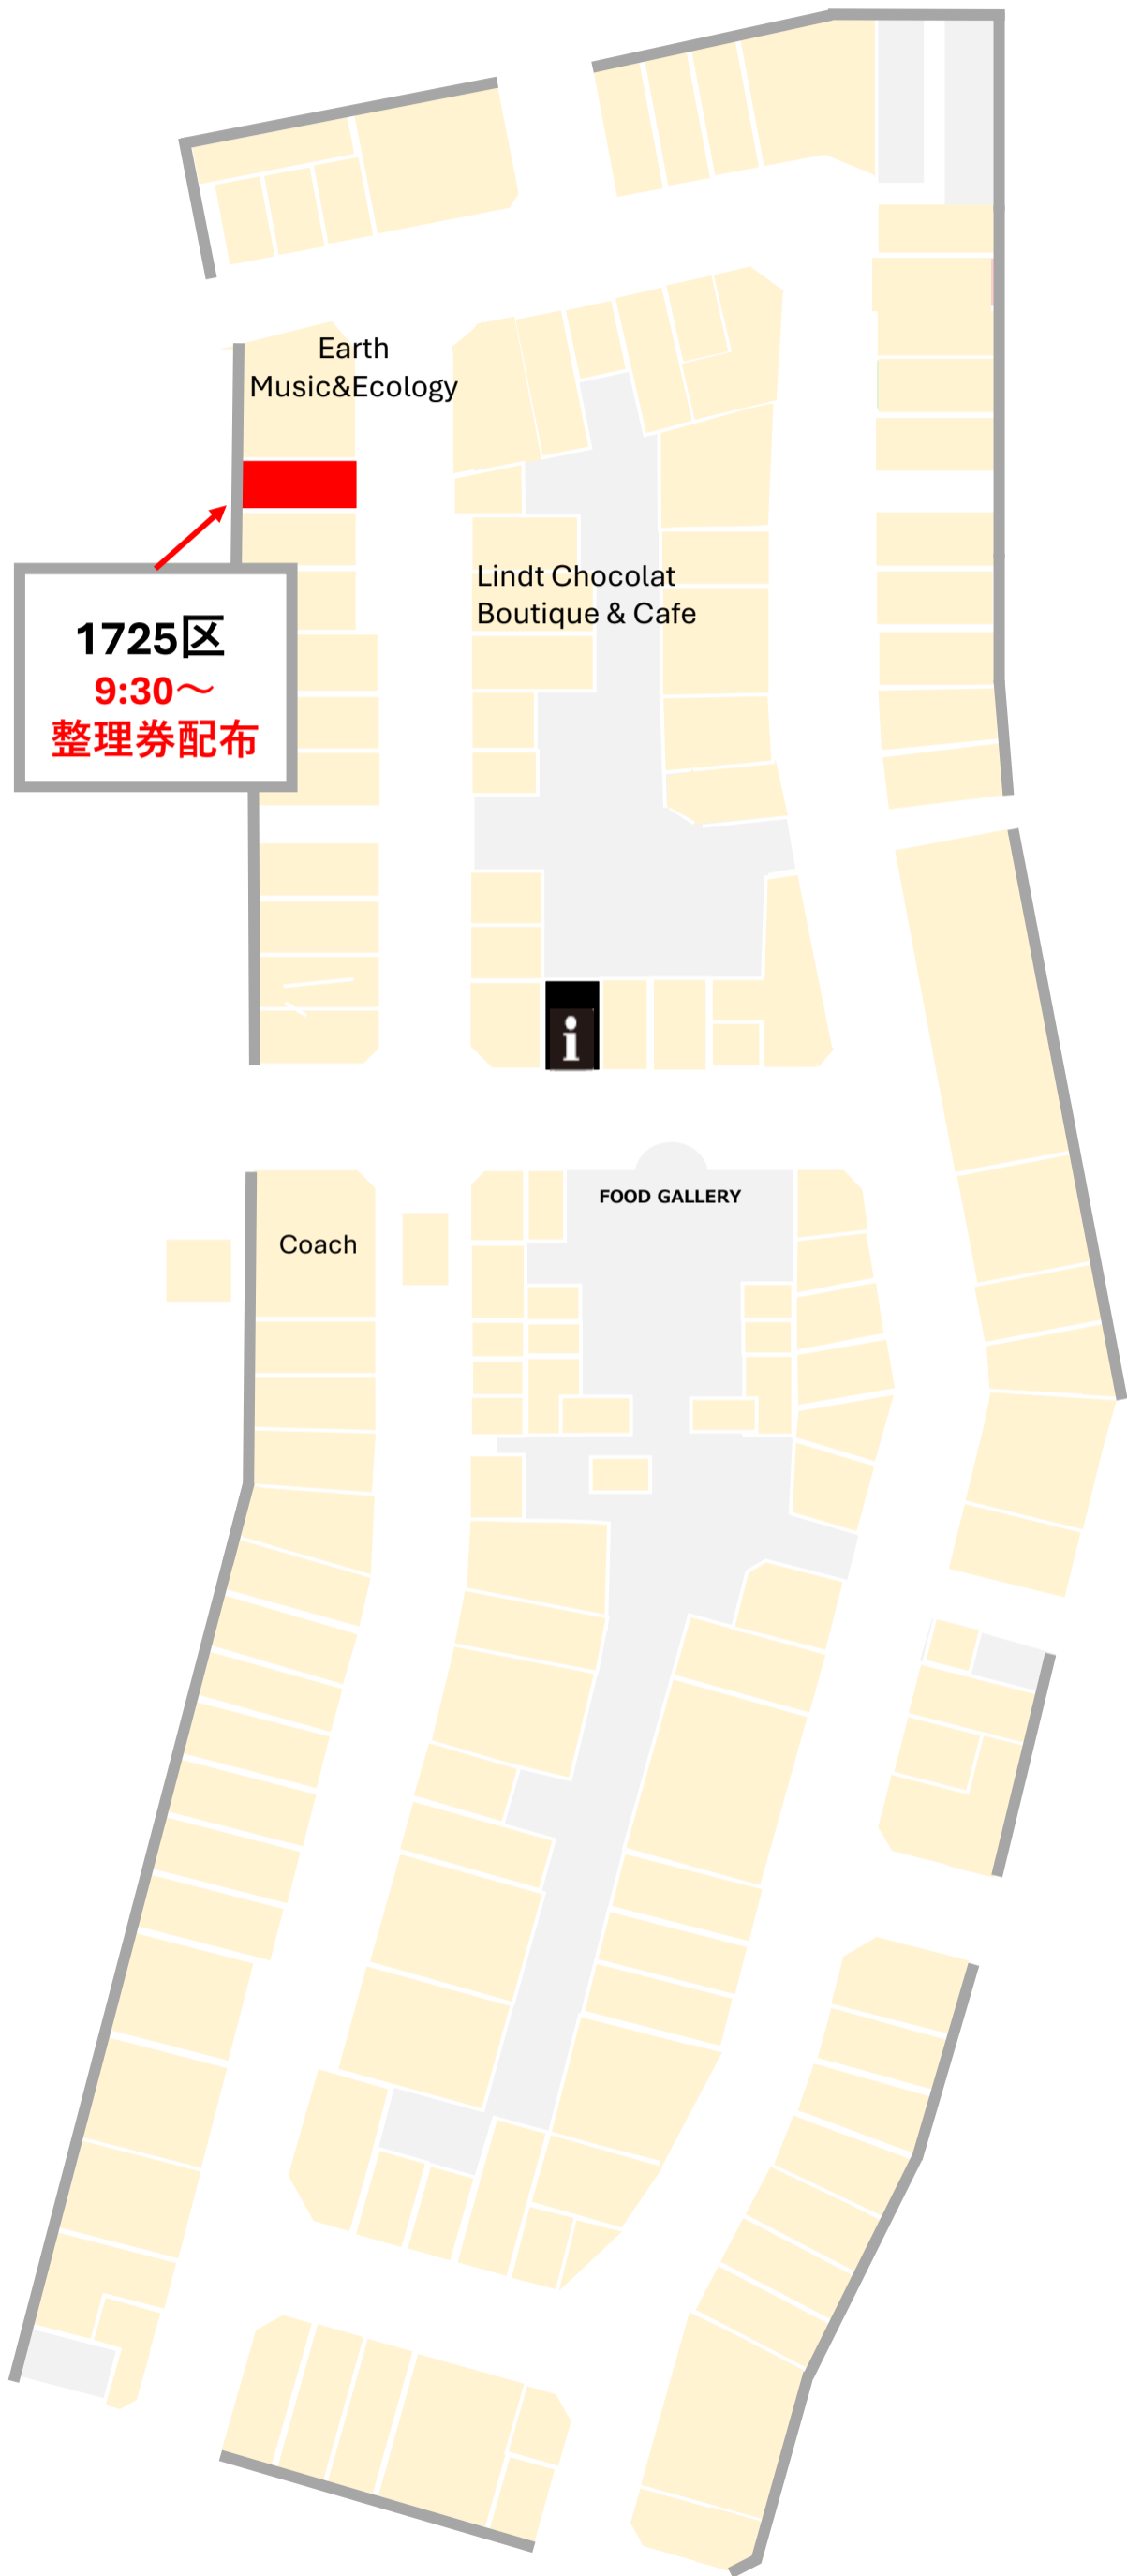 Earth
Music&Ecology
Lindt Chocolat
Boutique & Cafe
1725区
9:30～
整理券配布
i
FOOD GALLERY
Coach